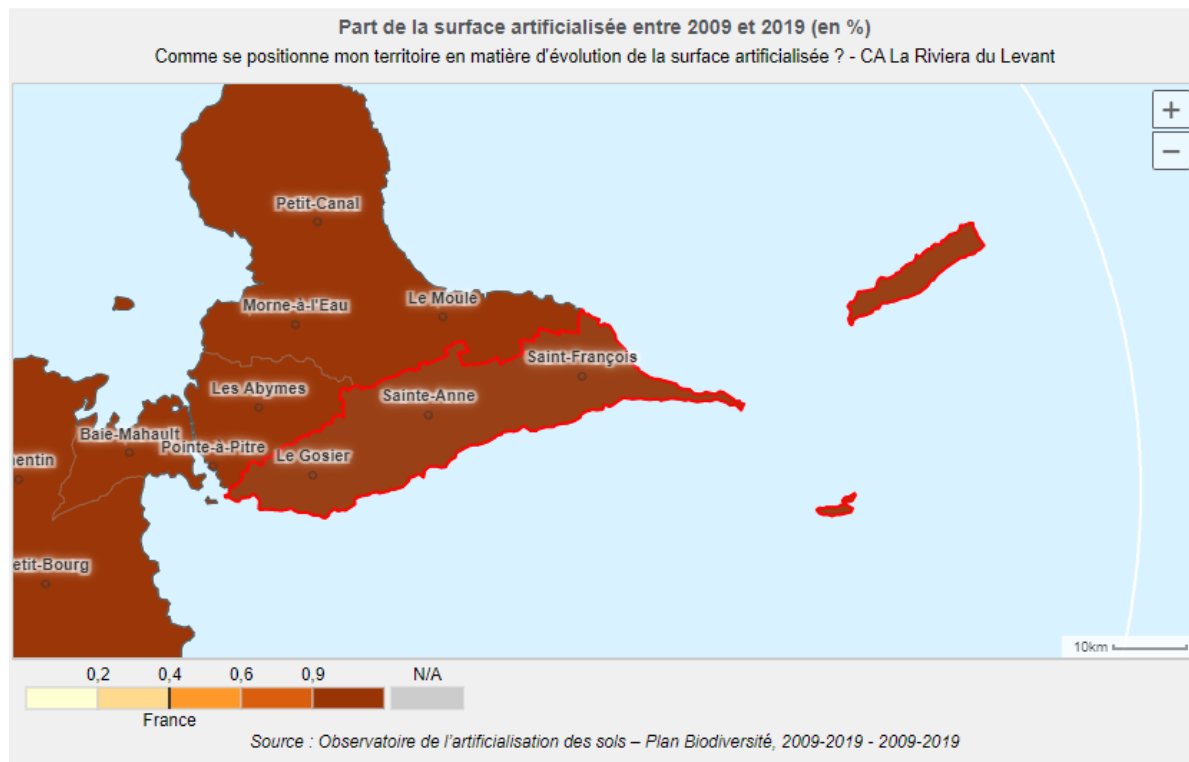 Part de la surface artificialisée entre 2009 et 2019 (en %)
Comme se positionne mon territoire en matière d'évolution de la surface artificialisée ? - CA La Riviera du Levant
+
−
Petit-Canal
Le Moule
Morne-à-l'Eau
Saint-François
Les Abymes
Sainte-Anne
Baie-Mahault
Pointe-à-Pitre
Le Gosier
entin
etit-Bourg
10km
0,2 0,4 0,6 0,9 N/A
France
Source : Observatoire de l'artificialisation des sols – Plan Biodiversité, 2009-2019 - 2009-2019